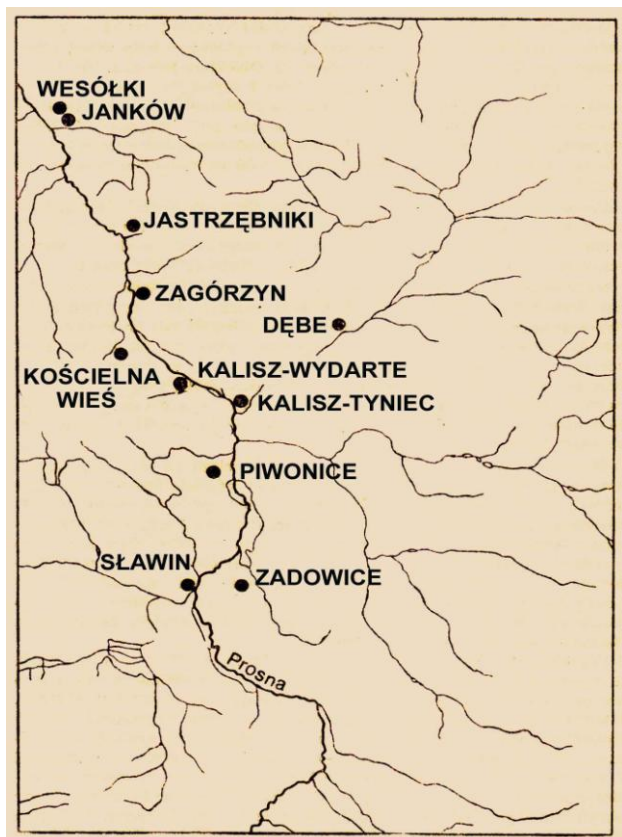 WESÓŁKI
JANKÓW
JASTRZĘBNIKI
ZAGÓRZYN
DĘBE
KOŚCIELNA
WIEŚ
KALISZ-WYDARTE
KALISZ-TYNIEC
PIWONICE
SŁAWIN
ZADOWICE
Prosna